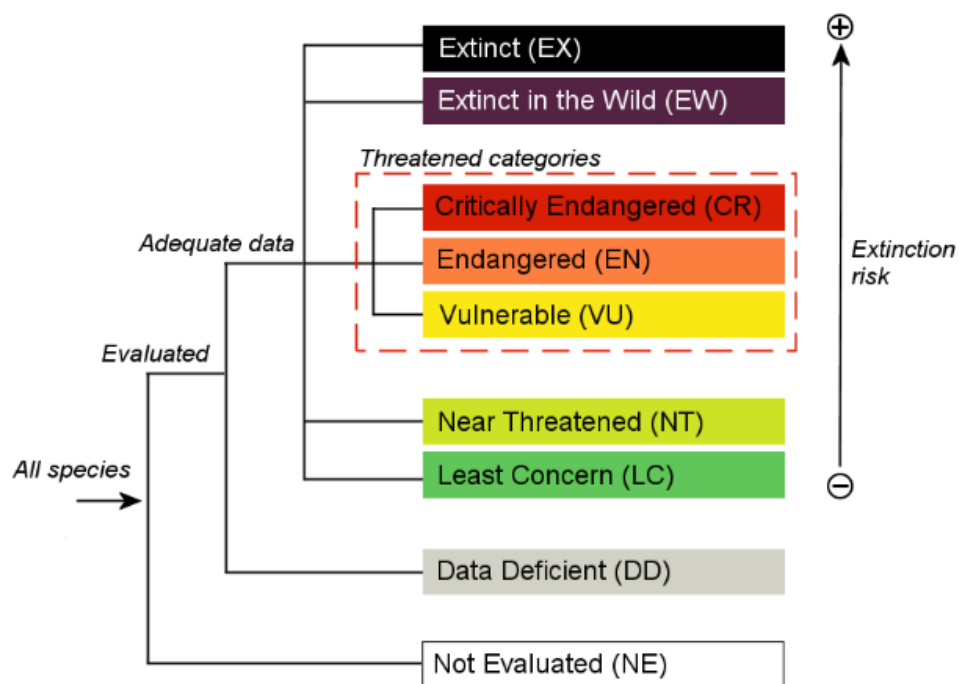 Extinct (EX)
Extinct in the Wild (EW)
Threatened categories
Critically Endangered (CR)
Adequate data
Endangered (EN)
Extinction
risk
Vulnerable (VU)
Evaluated
Near Threatened (NT)
All species
Least Concern (LC)
Data Deficient (DD)
Not Evaluated (NE)